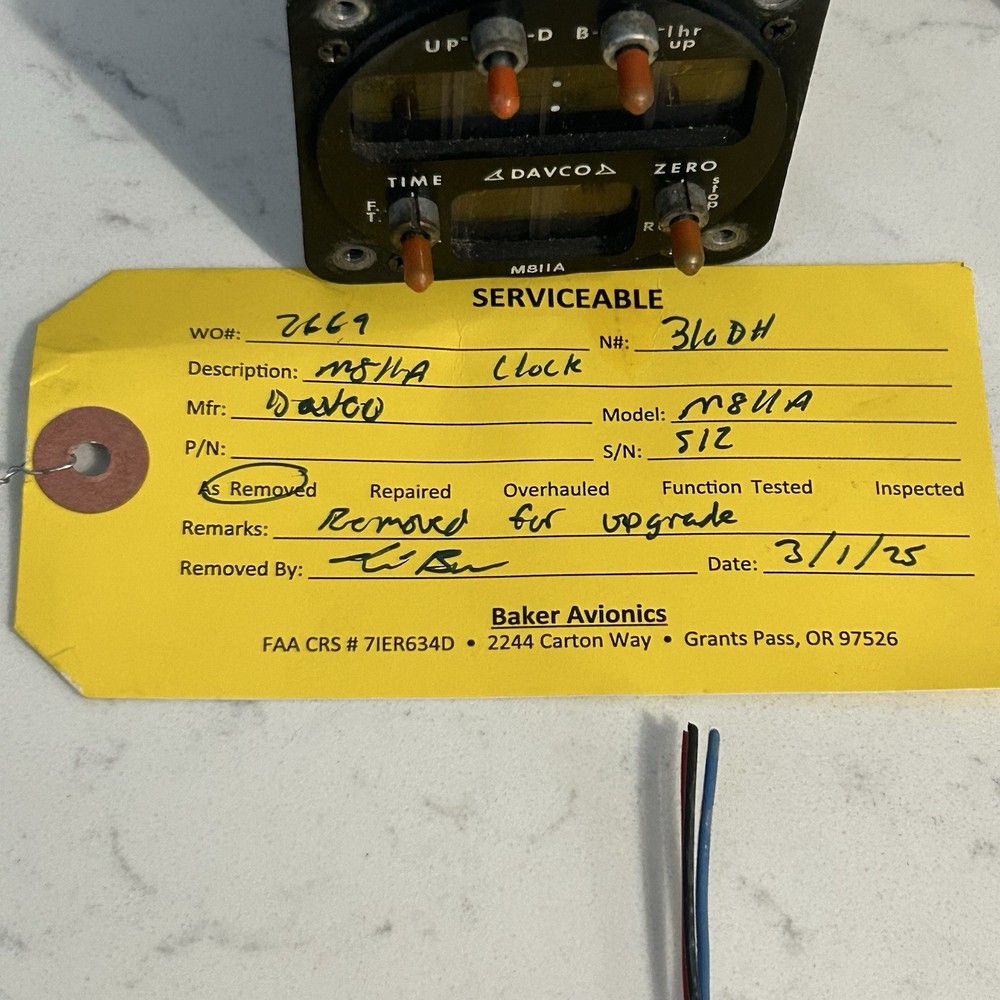 UP- -D B- -1hr up
TIME ◁ DAVCO ▷ ZERO
F. T. stop
R
M811A
SERVICEABLE
WO#: 2669 N#: 310DH
Description: M811A Clock
Mfr: Davco Model: M811A
P/N: S/N: 512
As Removed Repaired Overhauled Function Tested Inspected
Remarks: Removed for upgrade
Removed By: Date: 3/1/25
Baker Avionics
FAA CRS # 7IER634D • 2244 Carton Way • Grants Pass, OR 97526